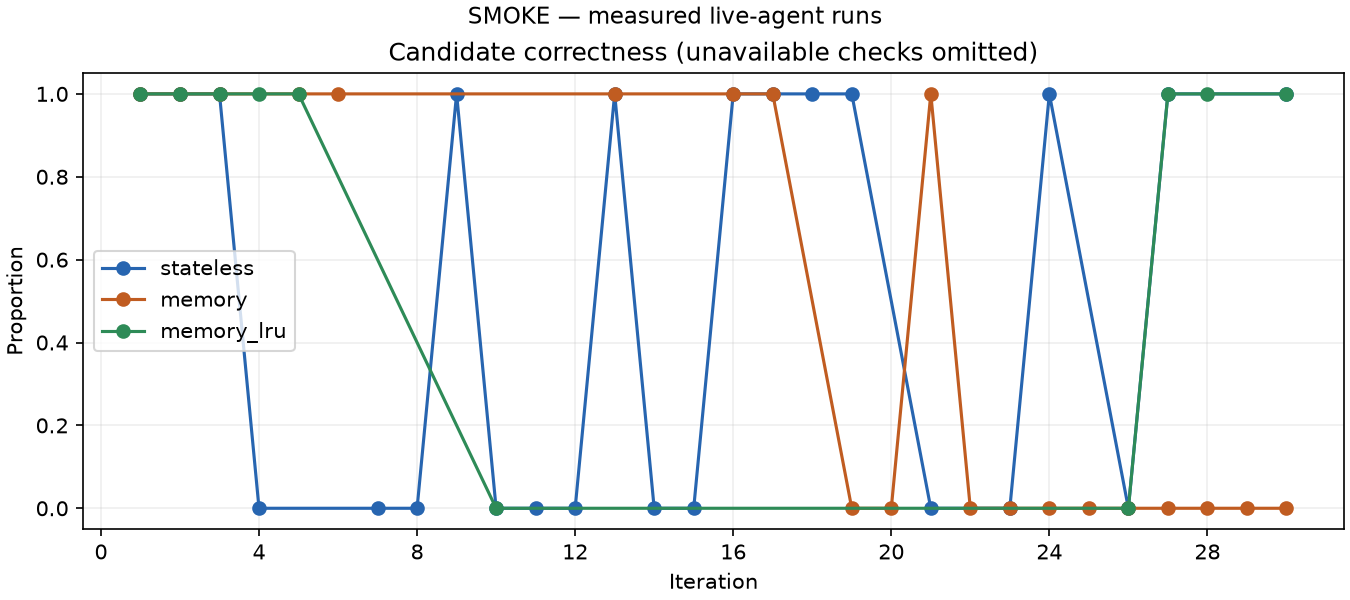 SMOKE — measured live-agent runs
Candidate correctness (unavailable checks omitted)
1.0
0.8
0.6
0.4
0.2
0.0
Proportion
stateless
memory
memory_lru
0 4 8 12 16 20 24 28
Iteration